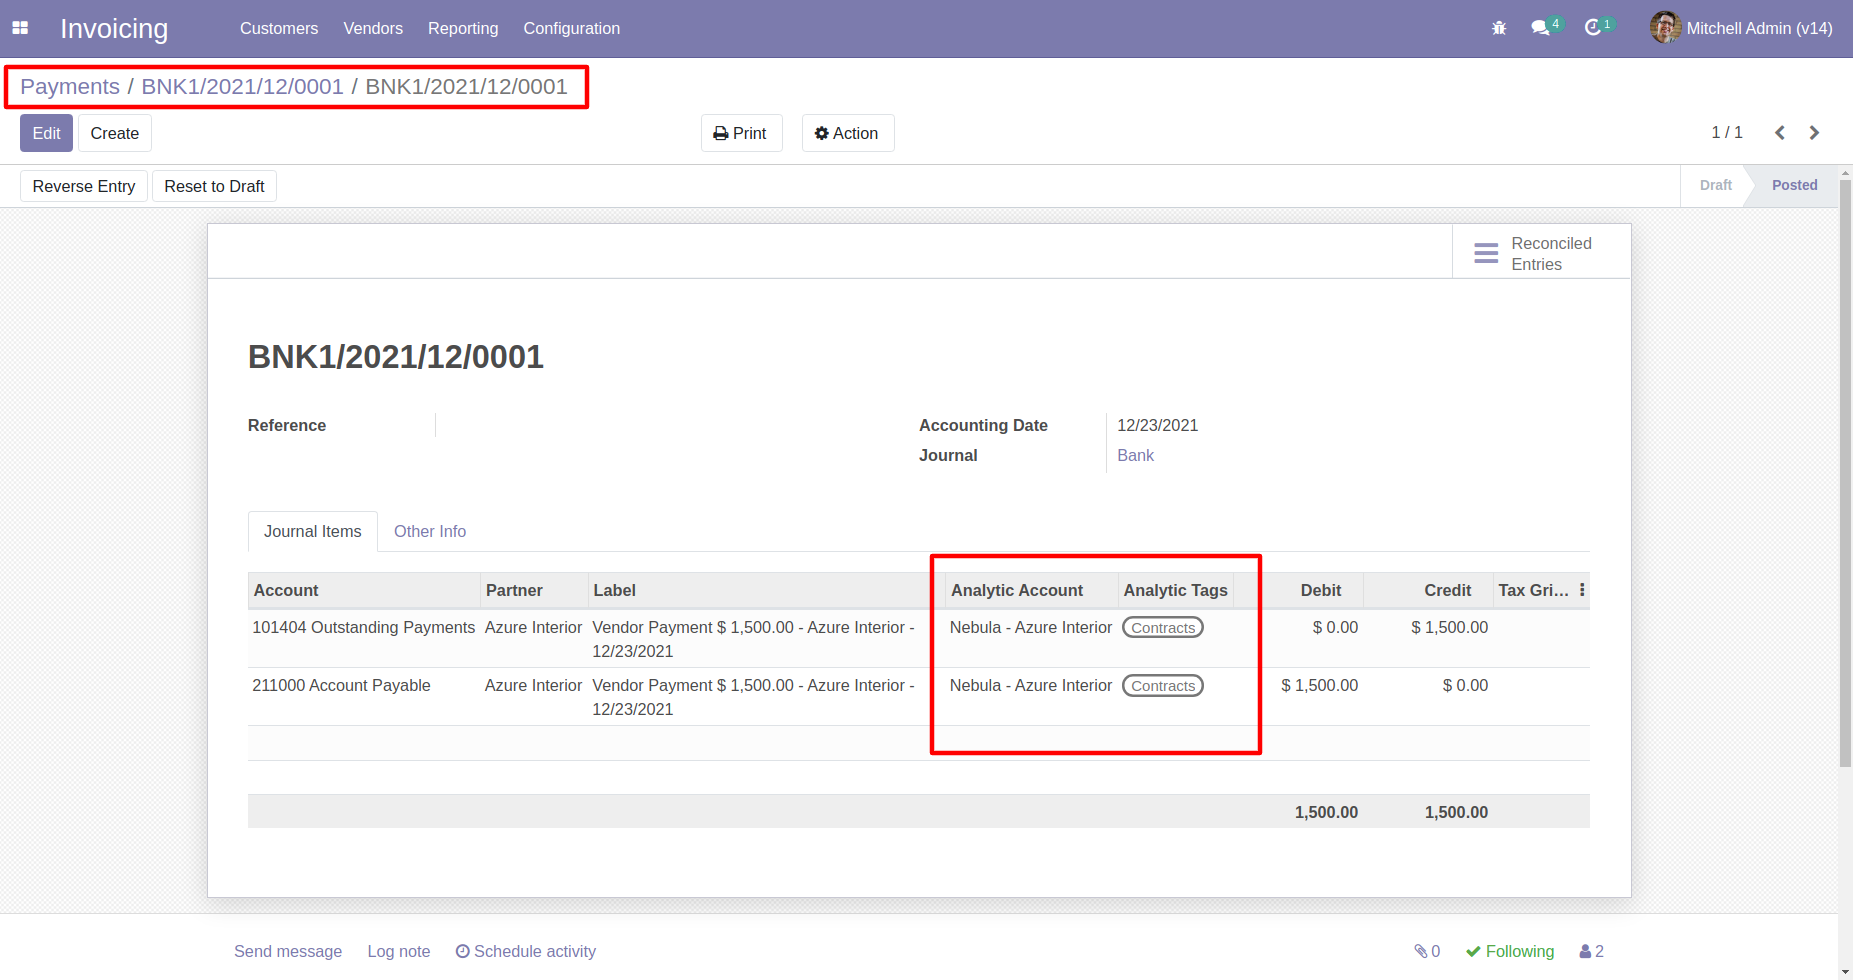 Invoicing Customers Vendors Reporting Configuration 4 1 Mitchell Admin (v14)
Payments / BNK1/2021/12/0001 / BNK1/2021/12/0001
Edit Create Print Action 1 / 1
Reverse Entry Reset to Draft Draft Posted
Reconciled
Entries
BNK1/2021/12/0001
Reference Accounting Date 12/23/2021
Journal Bank
Journal Items Other Info
Account Partner Label Analytic Account Analytic Tags Debit Credit Tax Gri...
101404 Outstanding Payments Azure Interior Vendor Payment $ 1,500.00 - Azure Interior - Nebula - Azure Interior Contracts $ 0.00 $ 1,500.00
12/23/2021
211000 Account Payable Azure Interior Vendor Payment $ 1,500.00 - Azure Interior - Nebula - Azure Interior Contracts $ 1,500.00 $ 0.00
12/23/2021
1,500.00 1,500.00
Send message Log note Schedule activity 0 Following 2